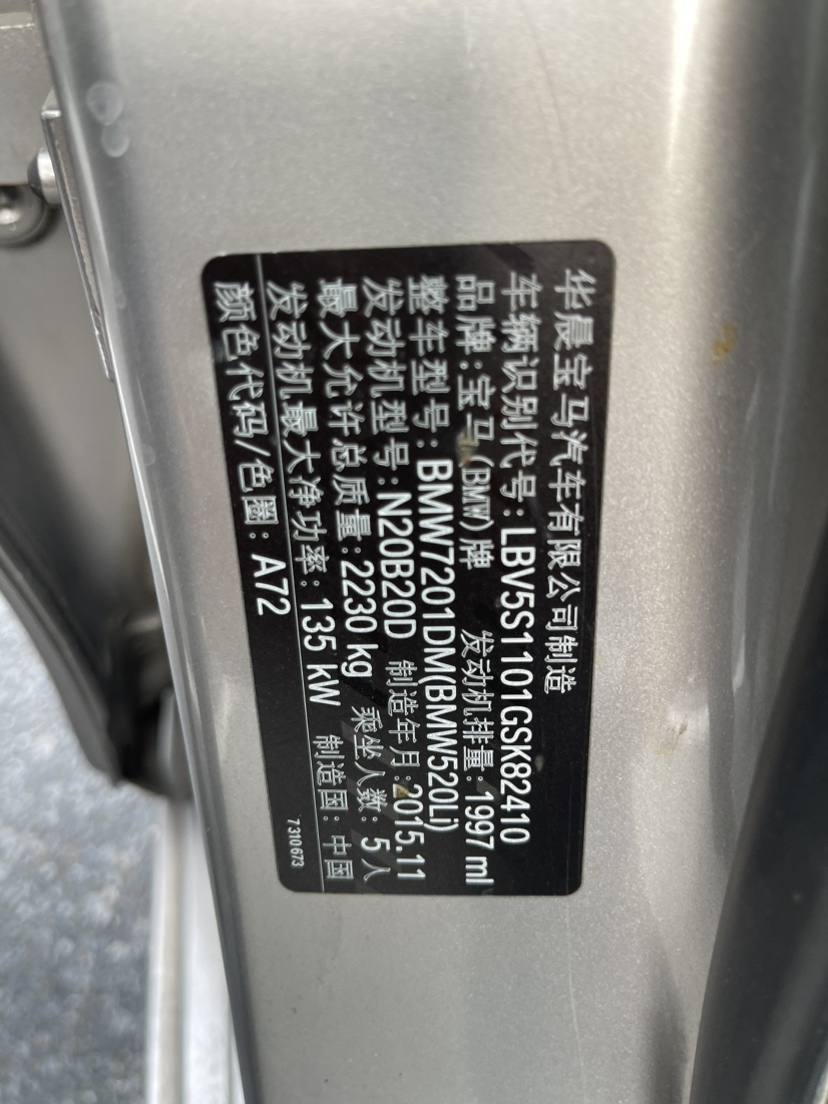 华晨宝马汽车有限公司制造
车辆识别代号:LBV5S1101GSK82410
品牌:宝马(BMW)牌 发动机排量:1997 ml
整车型号:BMW7201DM(BMW520Li)
发动机型号:N20B20D 制造年月:2015.11
最大允许总质量:2230 kg 乘坐人数:5人
发动机最大净功率:135 kW 制造国:中国
颜色代码/色圈:A72
7 310 673